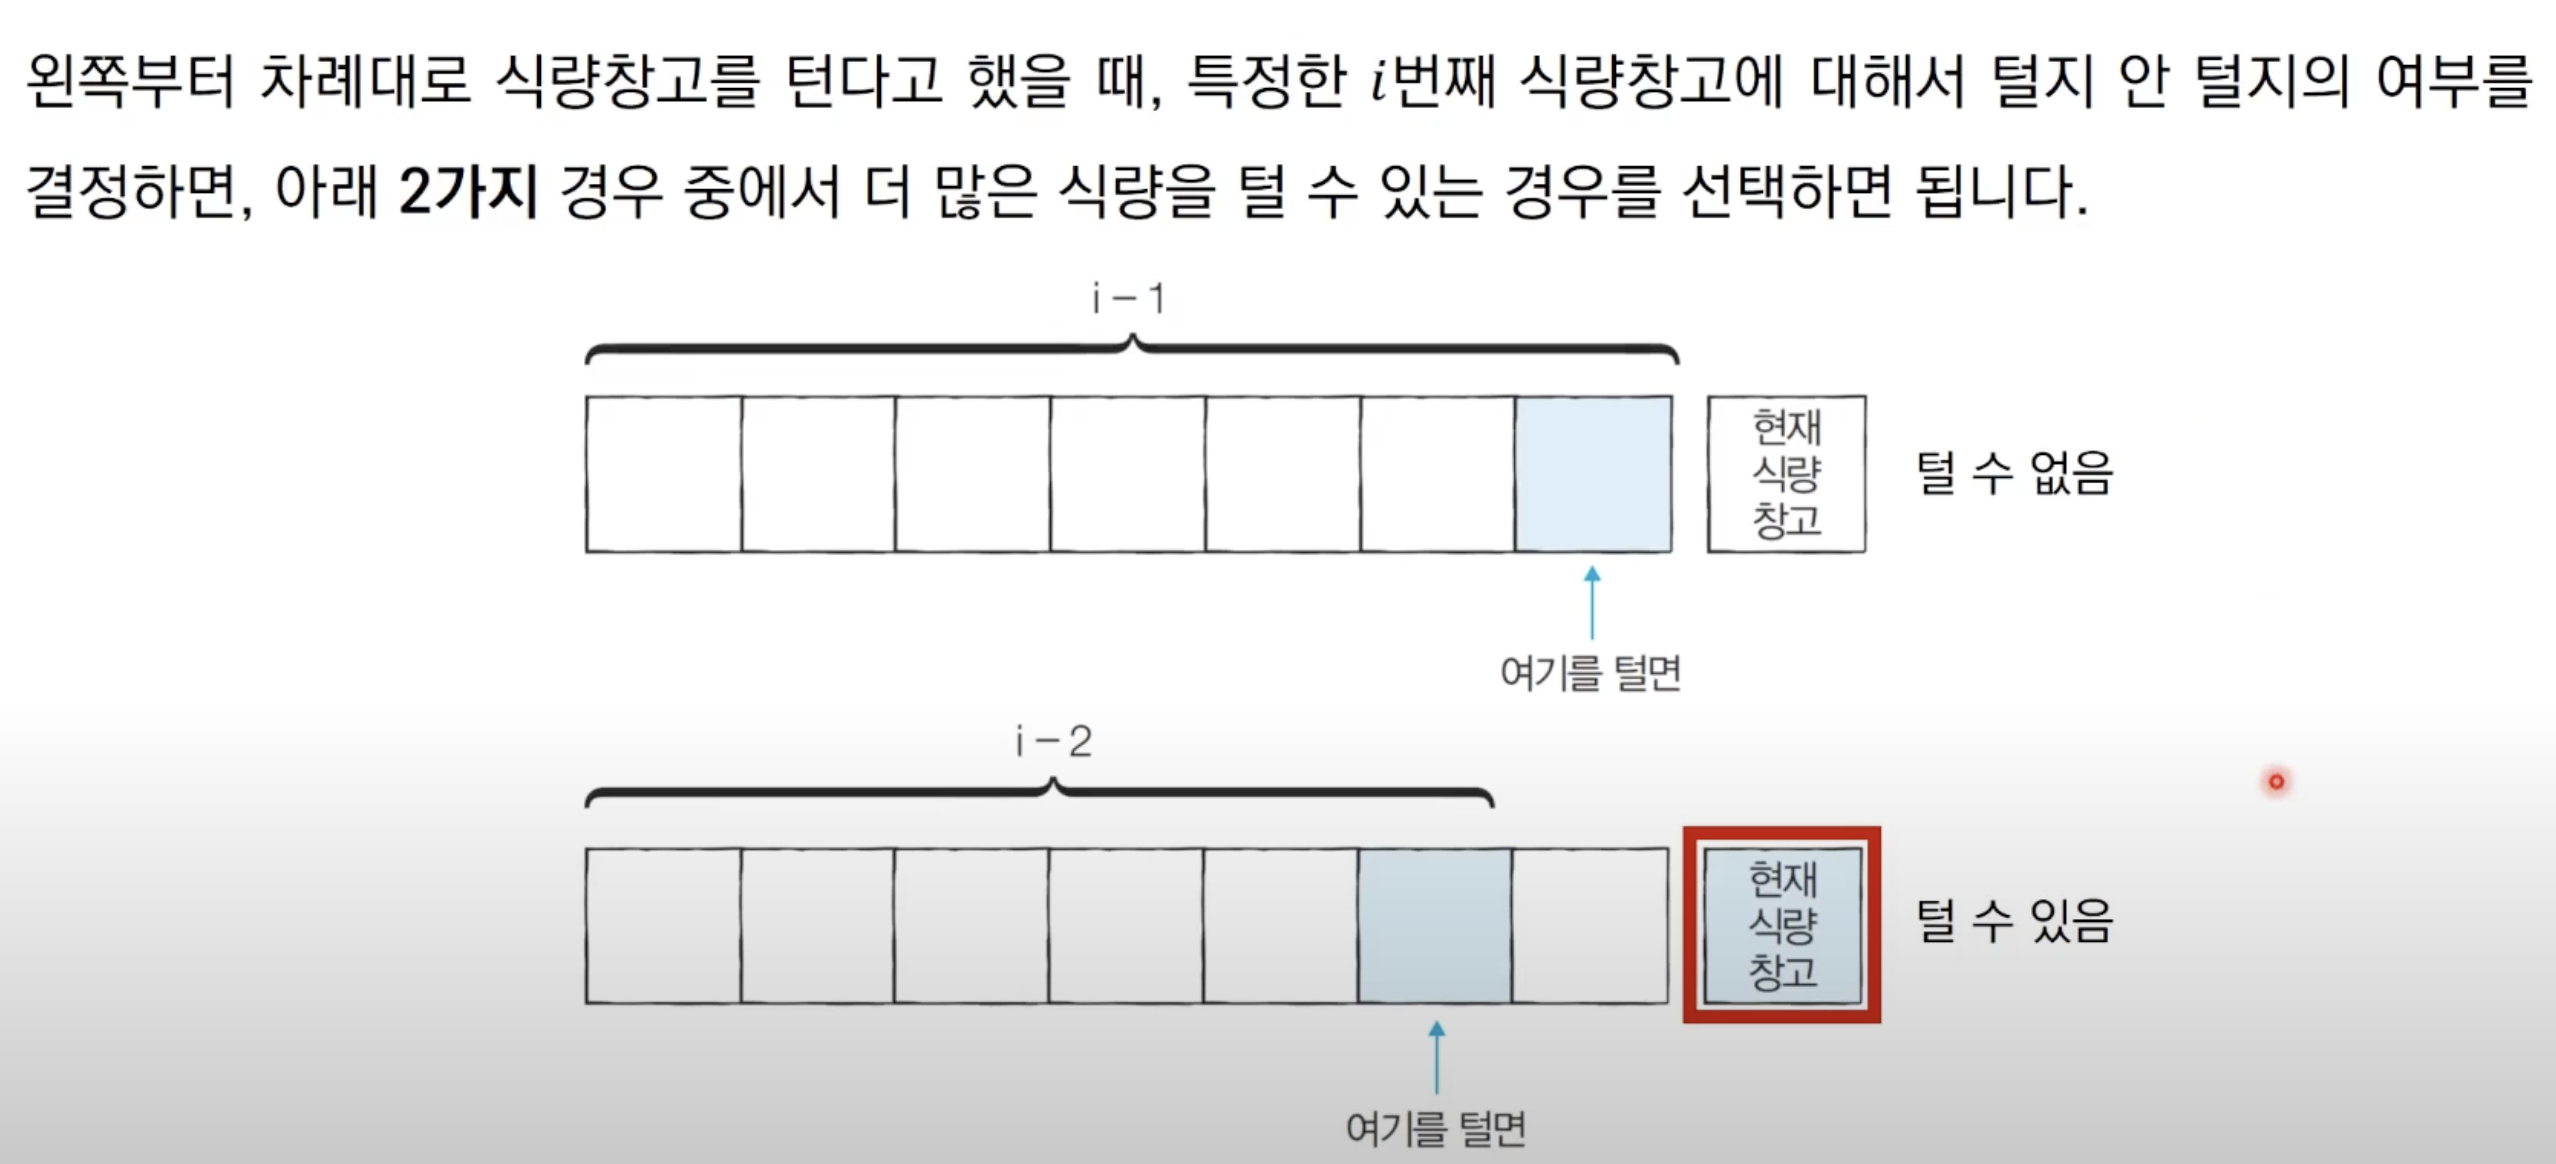 왼쪽부터 차례대로 식량창고를 턴다고 했을 때, 특정한 i번째 식량창고에 대해서 털지 안 털지의 여부를
결정하면, 아래 2가지 경우 중에서 더 많은 식량을 털 수 있는 경우를 선택하면 됩니다.
i – 1
현재
식량
창고
털 수 없음
여기를 털면
i – 2
현재
식량
창고
털 수 있음
여기를 털면